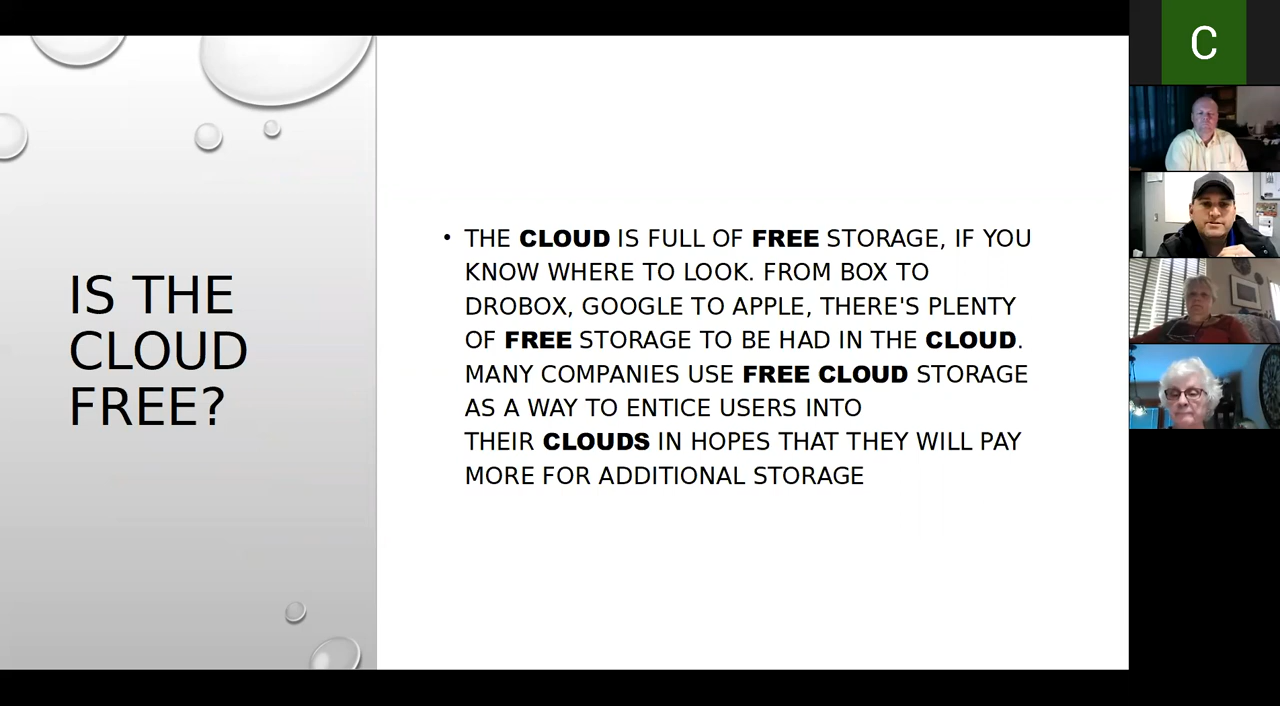 IS THE
CLOUD
FREE?
• THE CLOUD IS FULL OF FREE STORAGE, IF YOU
KNOW WHERE TO LOOK. FROM BOX TO
DROBOX, GOOGLE TO APPLE, THERE'S PLENTY
OF FREE STORAGE TO BE HAD IN THE CLOUD.
MANY COMPANIES USE FREE CLOUD STORAGE
AS A WAY TO ENTICE USERS INTO
THEIR CLOUDS IN HOPES THAT THEY WILL PAY
MORE FOR ADDITIONAL STORAGE
C